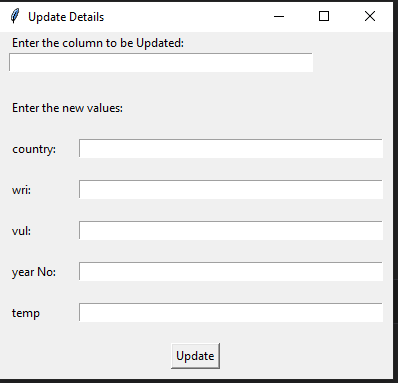 Update Details
Enter the column to be Updated:
Enter the new values:
country:
wri:
vul:
year No:
temp
Update